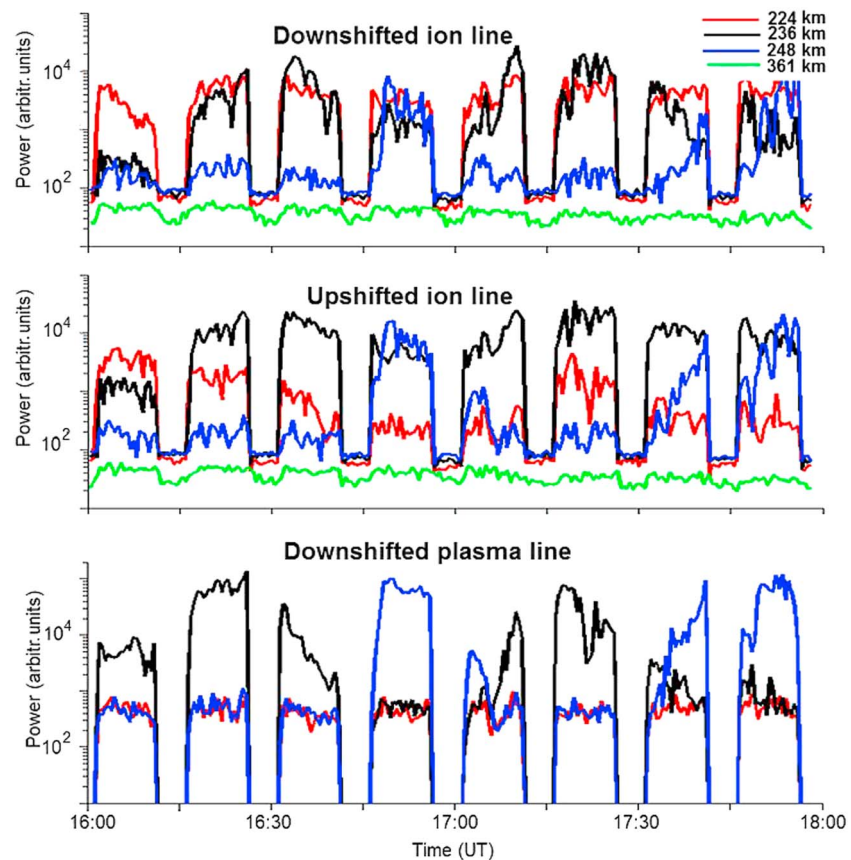 Downshifted ion line
224 km
236 km
248 km
361 km
Power (arbitr. units)
10⁴
10²
Upshifted ion line
Power (arbitr. units)
10⁴
10²
Downshifted plasma line
Power (arbitr. units)
10⁴
10²
16:00
16:30
17:00
17:30
18:00
Time (UT)